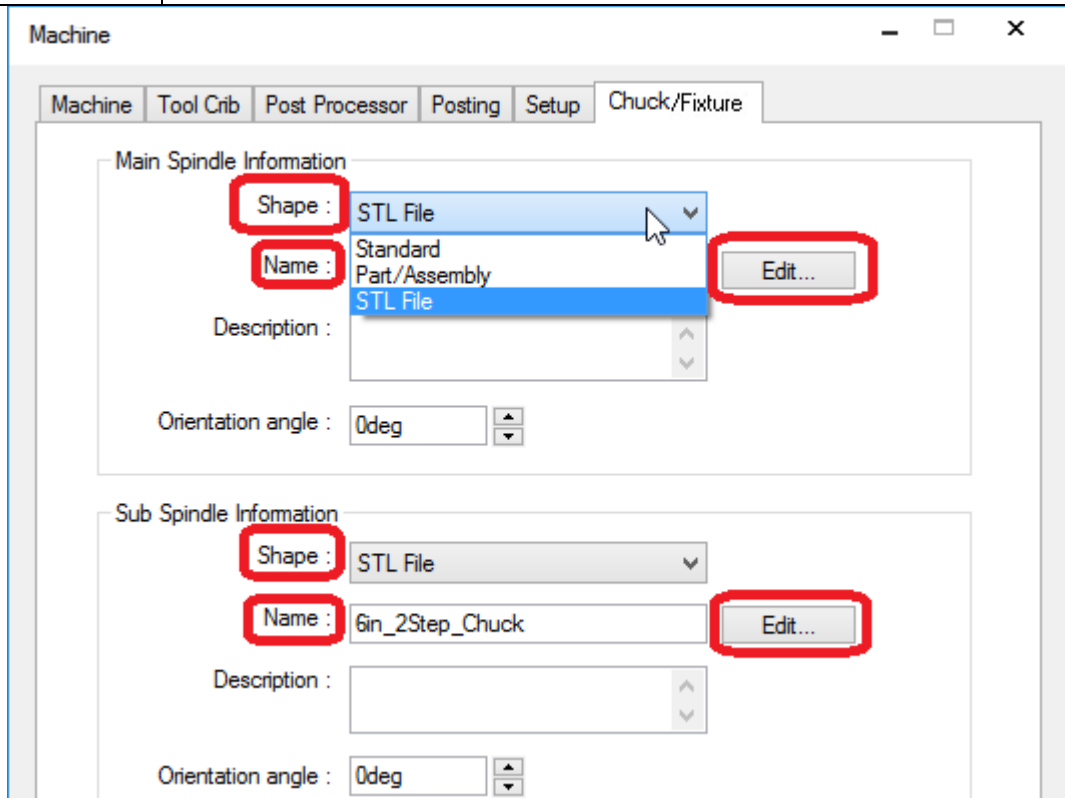 Machine
Machine Tool Crib Post Processor Posting Setup Chuck/Fixture
Main Spindle Information
Shape : STL File
Standard
Name : Part/Assembly Edit...
STL File
Description :
Orientation angle : 0deg
Sub Spindle Information
Shape : STL File
Name : 6in_2Step_Chuck Edit...
Description :
Orientation angle : 0deg